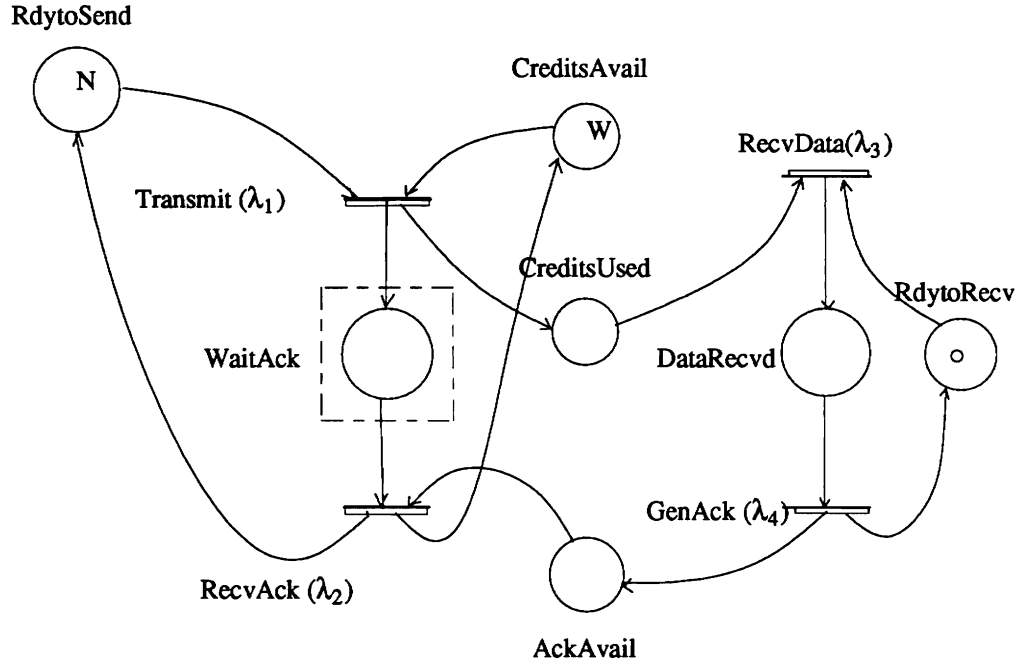 RdytoSend
N
CreditsAvail
W
RecvData(λ3)
Transmit (λ1)
CreditsUsed
RdytoRecv
WaitAck
DataRecvd
GenAck (λ4)
RecvAck (λ2)
AckAvail